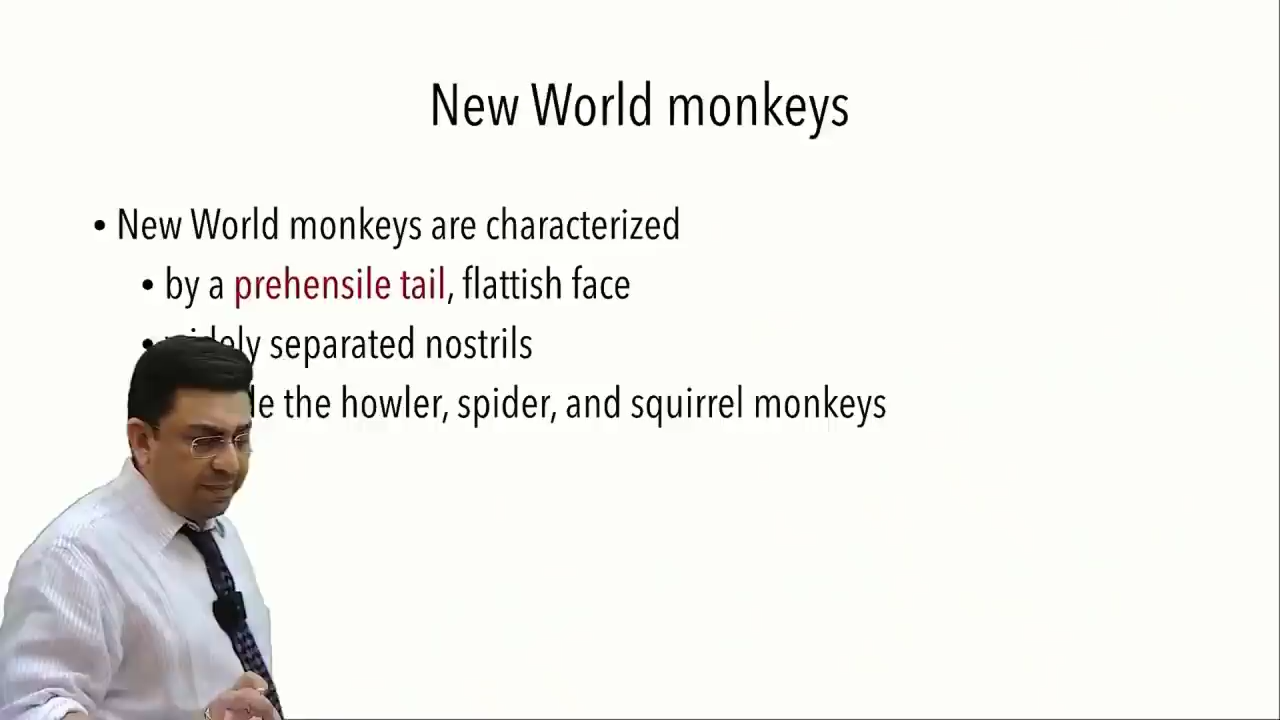 New World monkeys
• New World monkeys are characterized
• by a prehensile tail, flattish face
• widely separated nostrils
the howler, spider, and squirrel monkeys